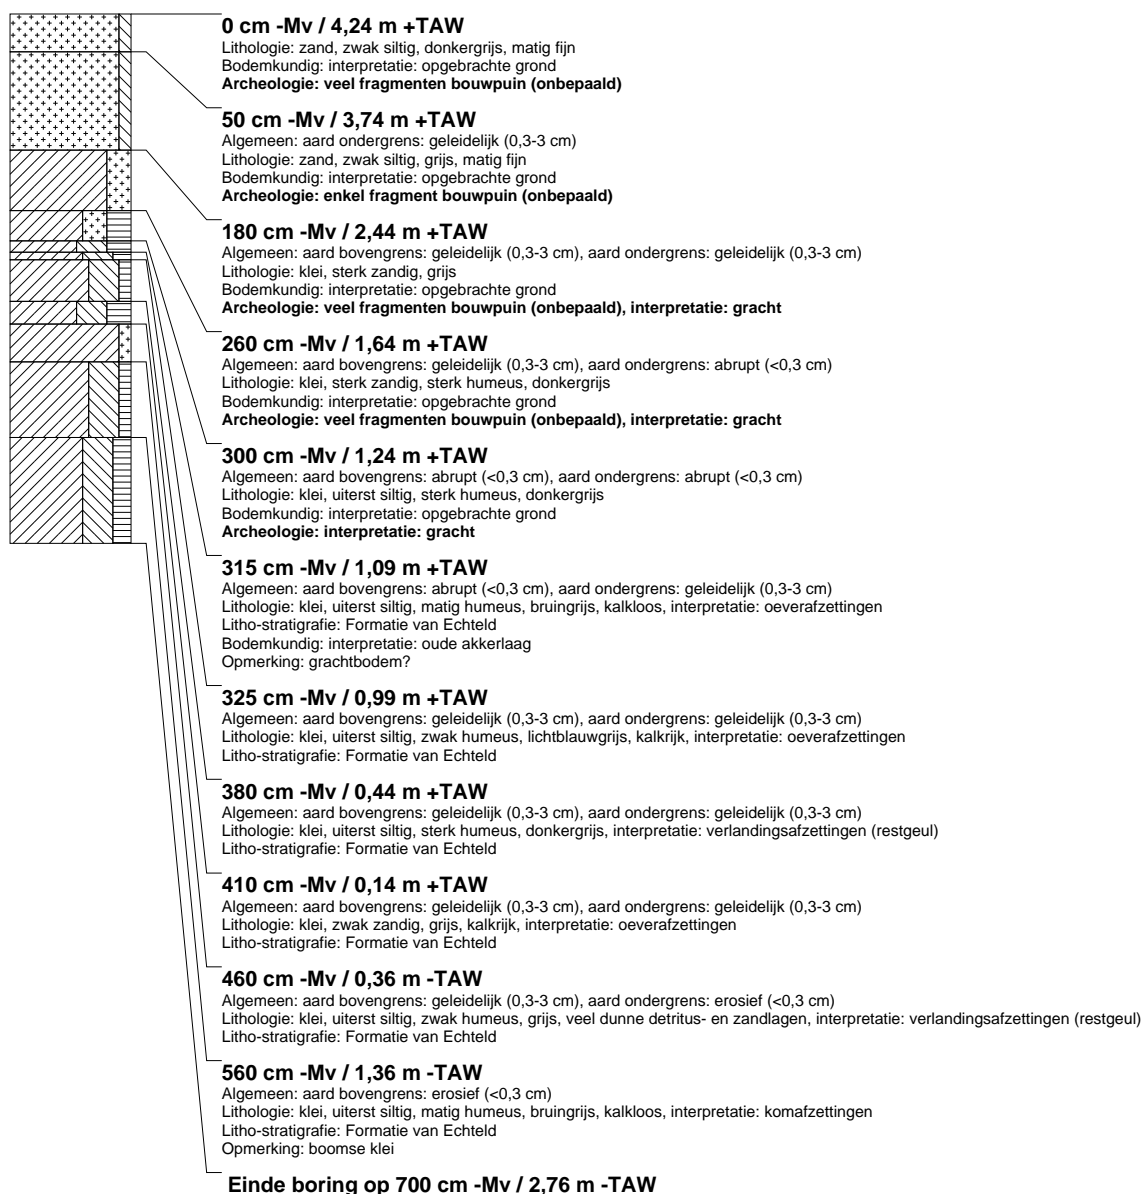 0 cm -Mv / 4,24 m +TAW
Lithologie: zand, zwak siltig, donkergrijs, matig fijn
Bodemkundig: interpretatie: opgebrachte grond
Archeologie: veel fragmenten bouwpuin (onbepaald)
50 cm -Mv / 3,74 m +TAW
Algemeen: aard ondergrens: geleidelijk (0,3-3 cm)
Lithologie: zand, zwak siltig, grijs, matig fijn
Bodemkundig: interpretatie: opgebrachte grond
Archeologie: enkel fragment bouwpuin (onbepaald)
180 cm -Mv / 2,44 m +TAW
Algemeen: aard bovengrens: geleidelijk (0,3-3 cm), aard ondergrens: geleidelijk (0,3-3 cm)
Lithologie: klei, sterk zandig, grijs
Bodemkundig: interpretatie: opgebrachte grond
Archeologie: veel fragmenten bouwpuin (onbepaald), interpretatie: gracht
260 cm -Mv / 1,64 m +TAW
Algemeen: aard bovengrens: geleidelijk (0,3-3 cm), aard ondergrens: abrupt (<0,3 cm)
Lithologie: klei, sterk zandig, sterk humeus, donkergrijs
Bodemkundig: interpretatie: opgebrachte grond
Archeologie: veel fragmenten bouwpuin (onbepaald), interpretatie: gracht
300 cm -Mv / 1,24 m +TAW
Algemeen: aard bovengrens: abrupt (<0,3 cm), aard ondergrens: abrupt (<0,3 cm)
Lithologie: klei, uiterst siltig, sterk humeus, donkergrijs
Bodemkundig: interpretatie: opgebrachte grond
Archeologie: interpretatie: gracht
315 cm -Mv / 1,09 m +TAW
Algemeen: aard bovengrens: abrupt (<0,3 cm), aard ondergrens: geleidelijk (0,3-3 cm)
Lithologie: klei, uiterst siltig, matig humeus, bruingrijs, kalkloos, interpretatie: oeverafzettingen
Litho-stratigrafie: Formatie van Echteld
Bodemkundig: interpretatie: oude akkerlaag
Opmerking: grachtbodem?
325 cm -Mv / 0,99 m +TAW
Algemeen: aard bovengrens: geleidelijk (0,3-3 cm), aard ondergrens: geleidelijk (0,3-3 cm)
Lithologie: klei, uiterst siltig, zwak humeus, lichtblauwgrijs, kalkrijk, interpretatie: oeverafzettingen
Litho-stratigrafie: Formatie van Echteld
380 cm -Mv / 0,44 m +TAW
Algemeen: aard bovengrens: geleidelijk (0,3-3 cm), aard ondergrens: geleidelijk (0,3-3 cm)
Lithologie: klei, uiterst siltig, sterk humeus, donkergrijs, interpretatie: verlandingsafzettingen (restgeul)
Litho-stratigrafie: Formatie van Echteld
410 cm -Mv / 0,14 m +TAW
Algemeen: aard bovengrens: geleidelijk (0,3-3 cm), aard ondergrens: geleidelijk (0,3-3 cm)
Lithologie: klei, zwak zandig, grijs, kalkrijk, interpretatie: oeverafzettingen
Litho-stratigrafie: Formatie van Echteld
460 cm -Mv / 0,36 m -TAW
Algemeen: aard bovengrens: geleidelijk (0,3-3 cm), aard ondergrens: erosief (<0,3 cm)
Lithologie: klei, uiterst siltig, zwak humeus, grijs, veel dunne detritus- en zandlagen, interpretatie: verlandingsafzettingen (restgeul)
Litho-stratigrafie: Formatie van Echteld
560 cm -Mv / 1,36 m -TAW
Algemeen: aard bovengrens: erosief (<0,3 cm)
Lithologie: klei, uiterst siltig, matig humeus, bruingrijs, kalkloos, interpretatie: komafzettingen
Litho-stratigrafie: Formatie van Echteld
Opmerking: boomse klei
Einde boring op 700 cm -Mv / 2,76 m -TAW